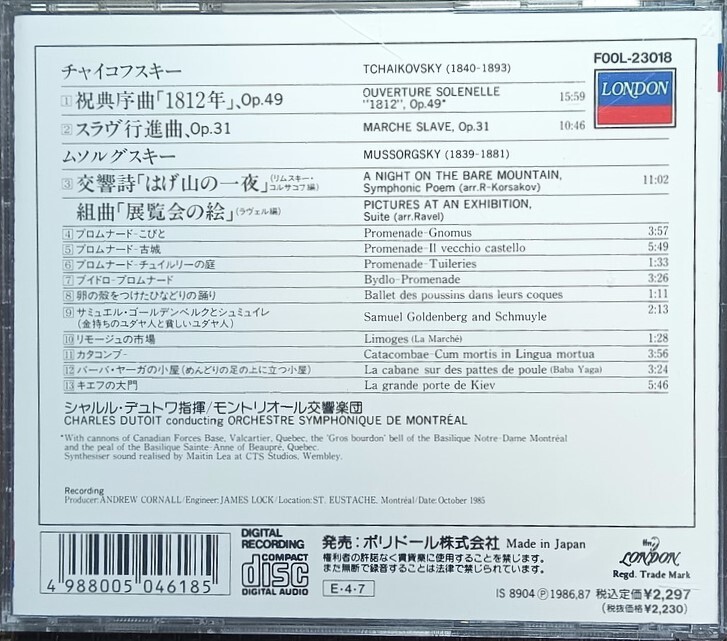 FOOL-23018
LONDON
チャイコフスキー TCHAIKOVSKY (1840-1893)
1 祝典序曲「1812年」、Op.49 OUVERTURE SOLENELLE "1812", Op.49* 15:59
2 スラヴ行進曲、Op.31 MARCHE SLAVE, Op.31 10:46
ムソルグスキー MUSSORGSKY (1839-1881)
3 交響詩「はげ山の一夜」(リムスキー・コルサコフ編) A NIGHT ON THE BARE MOUNTAIN, Symphonic Poem (arr.R-Korsakov) 11:02
組曲「展覧会の絵」(ラヴェル編) PICTURES AT AN EXHIBITION, Suite (arr.Ravel)
4 プロムナード-こびと Promenade-Gnomus 3:57
5 プロムナード-古城 Promenade-Il vecchio castello 5:49
6 プロムナード-チュイルリーの庭 Promenade-Tuileries 1:33
7 ブイドロ-プロムナード Bydlo-Promenade 3:26
8 卵の殻をつけたひなどりの踊り Ballet des poussins dans leurs coques 1:11
9 サミュエル・ゴールデンベルクとシュミュイレ (金持ちのユダヤ人と貧しいユダヤ人) Samuel Goldenberg and Schmuyle 2:13
10 リモージュの市場 Limoges (La Marché) 1:28
11 カタコンブ- Catacombae-Cum mortis in Lingua mortua 3:56
12 バーバ・ヤーガの小屋(めんどりの足の上に立つ小屋) La cabane sur des pattes de poule (Baba Yaga) 3:24
13 キエフの大門 La grande porte de Kiev 5:46
シャルル・デュトワ指揮/モントリオール交響楽団
CHARLES DUTOIT conducting ORCHESTRE SYMPHONIQUE DE MONTRÉAL
*With cannons of Canadian Forces Base, Valcartier, Quebec, the 'Gros bourdon' bell of the Basilique Notre-Dame Montréal
and the peal of the Basilique Sainte-Anne of Beaupré, Quebec.
Synthesiser sound realised by Maitin Lea at CTS Studios, Wembley.
Recording
Producer:ANDREW CORNALL/Engineer:JAMES LOCK/Location:ST. EUSTACHE, Montréal/Date:October 1985
4 988005 046185
DIGITAL RECORDING
COMPACT disc DIGITAL AUDIO
発売：ポリドール株式会社 Made in Japan
権利者の許諾なく賃貸業に使用することを禁じます。
また無断で録音することは法律で禁じられています。
E・4・7
LONDON
Regd. Trade Mark
IS 8904 Ⓟ1986,87 税込定価¥2,297
(税抜価格¥2,230)